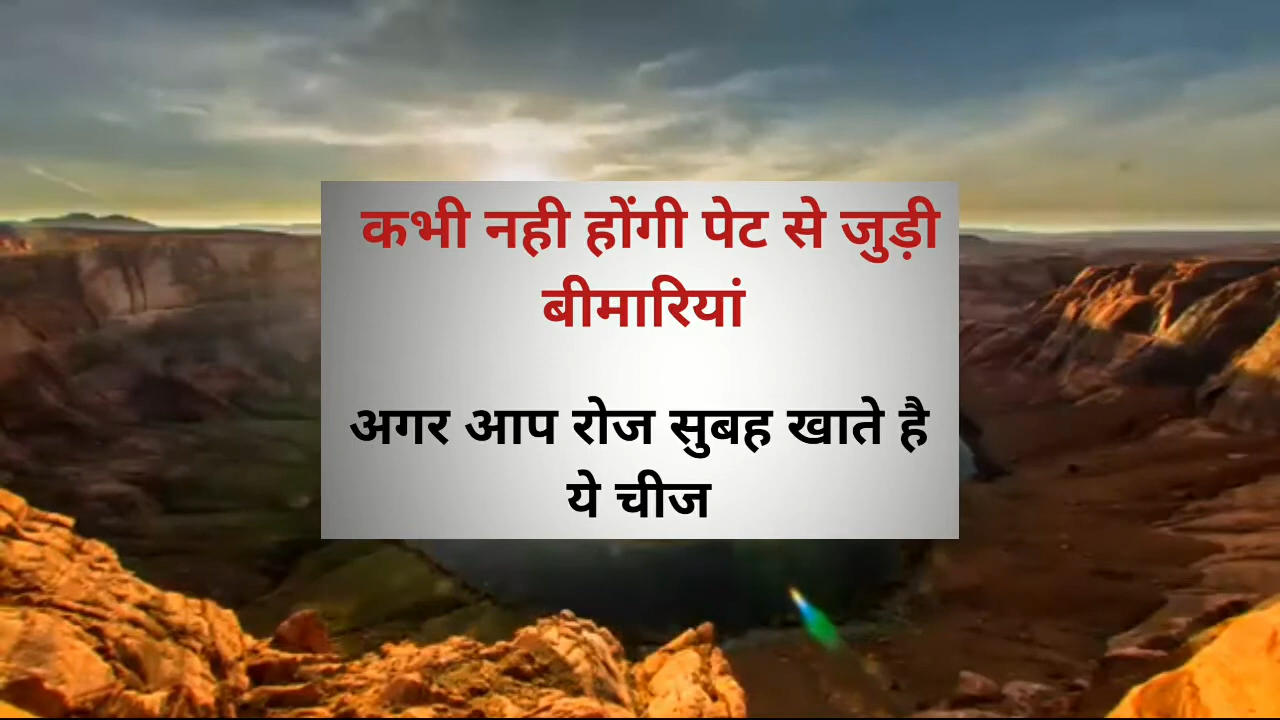 कभी नही होंगी पेट से जुड़ी
बीमारियां
अगर आप रोज सुबह खाते है
ये चीज